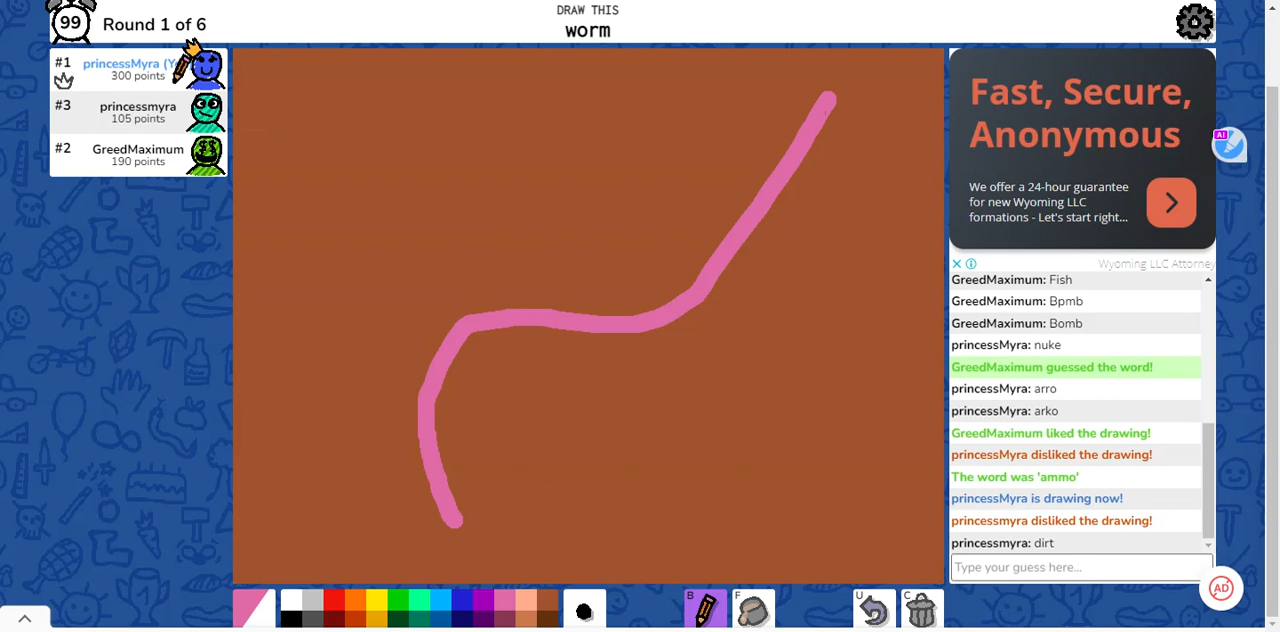 99
Round 1 of 6
DRAW THIS
worm
#1
princessMyra (Y
300 points
#3
princessmyra
105 points
#2
GreedMaximum
190 points
Fast, Secure,
Anonymous
We offer a 24-hour guarantee
for new Wyoming LLC
formations - Let's start right...
AI
Wyoming LLC Attorney
GreedMaximum: Fish
GreedMaximum: Bpmb
GreedMaximum: Bomb
princessMyra: nuke
GreedMaximum guessed the word!
princessMyra: arro
princessMyra: arko
GreedMaximum liked the drawing!
princessMyra disliked the drawing!
The word was 'ammo'
princessMyra is drawing now!
princessmyra disliked the drawing!
princessmyra: dirt
Type your guess here...
B
F
U
C
AD